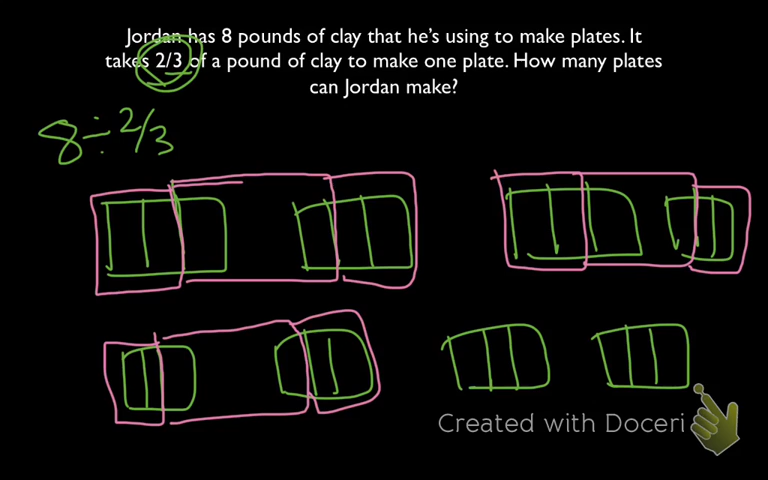 Jordan has 8 pounds of clay that he's using to make plates. It
takes 2/3 of a pound of clay to make one plate. How many plates
can Jordan make?
8÷2/3
Created with Doceri